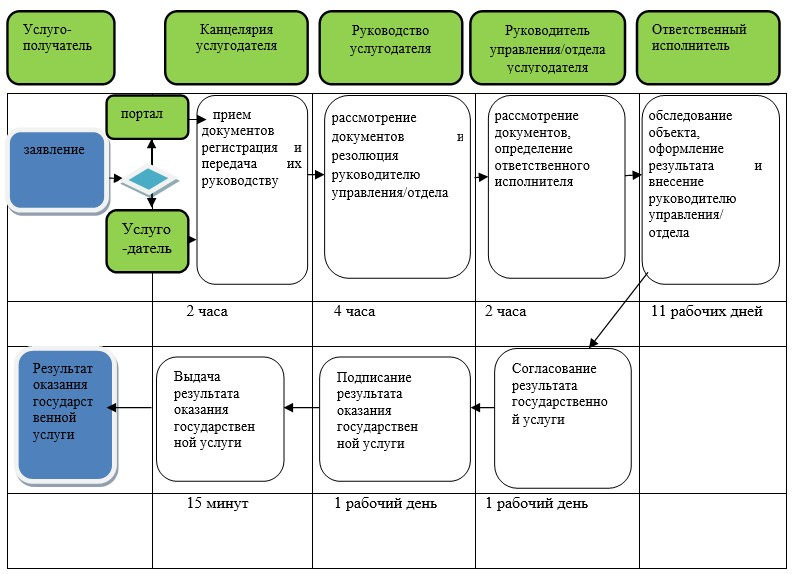 Услуго-
получатель
Канцелярия
услугодателя
Руководство
услугодателя
Руководитель
управления/отдела
услугодателя
Ответственный
исполнитель
заявление
портал
Услуго
-датель
прием
документов
регистрация и
передача их
руководству
рассмотрение
документов и
резолюция
руководителю
управления/отдела
рассмотрение
документов,
определение
ответственного
исполнителя
обследование
объекта,
оформление
результата и
внесение
руководителю
управления/
отдела
2 часа
4 часа
2 часа
11 рабочих дней
Результат
оказания
государст
венной
услуги
Выдача
результата
оказания
государствен
ной услуги
Подписание
результата
оказания
государствен
ной услуги
Согласование
результата
государственно
й услуги
15 минут
1 рабочий день
1 рабочий день